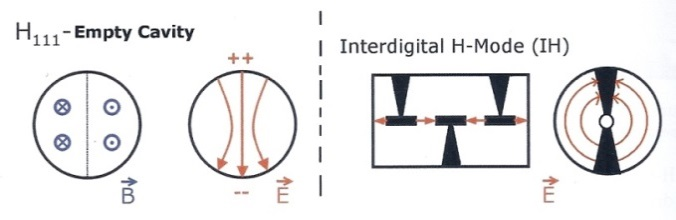 H111-Empty Cavity
++
--
B
E
Interdigital H-Mode (IH)
E